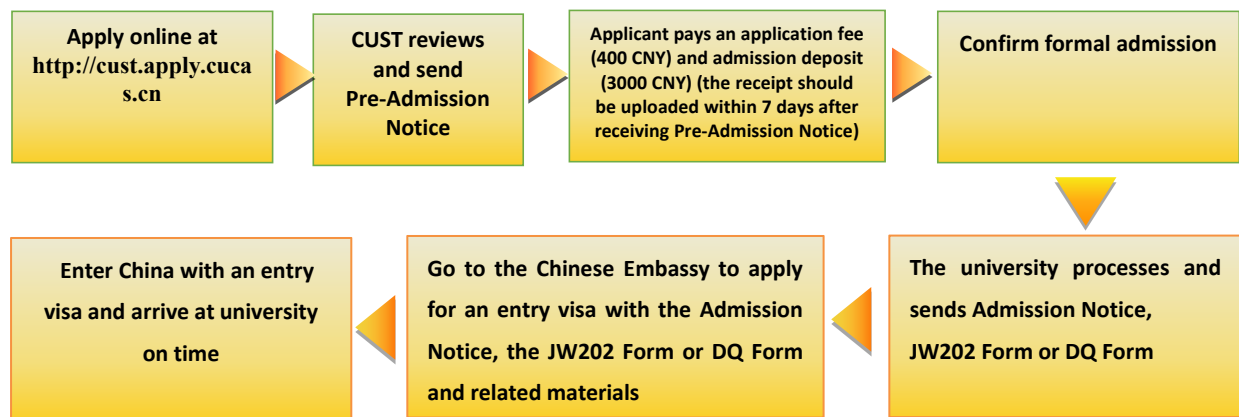 Apply online at
http://cust.apply.cuca
s.cn
CUST reviews
and send
Pre-Admission
Notice
Applicant pays an application fee
(400 CNY) and admission deposit
(3000 CNY) (the receipt should
be uploaded within 7 days after
receiving Pre-Admission Notice)
Confirm formal admission
The university processes and
sends Admission Notice,
JW202 Form or DQ Form
Go to the Chinese Embassy to apply
for an entry visa with the Admission
Notice, the JW202 Form or DQ Form
and related materials
Enter China with an entry
visa and arrive at university
on time